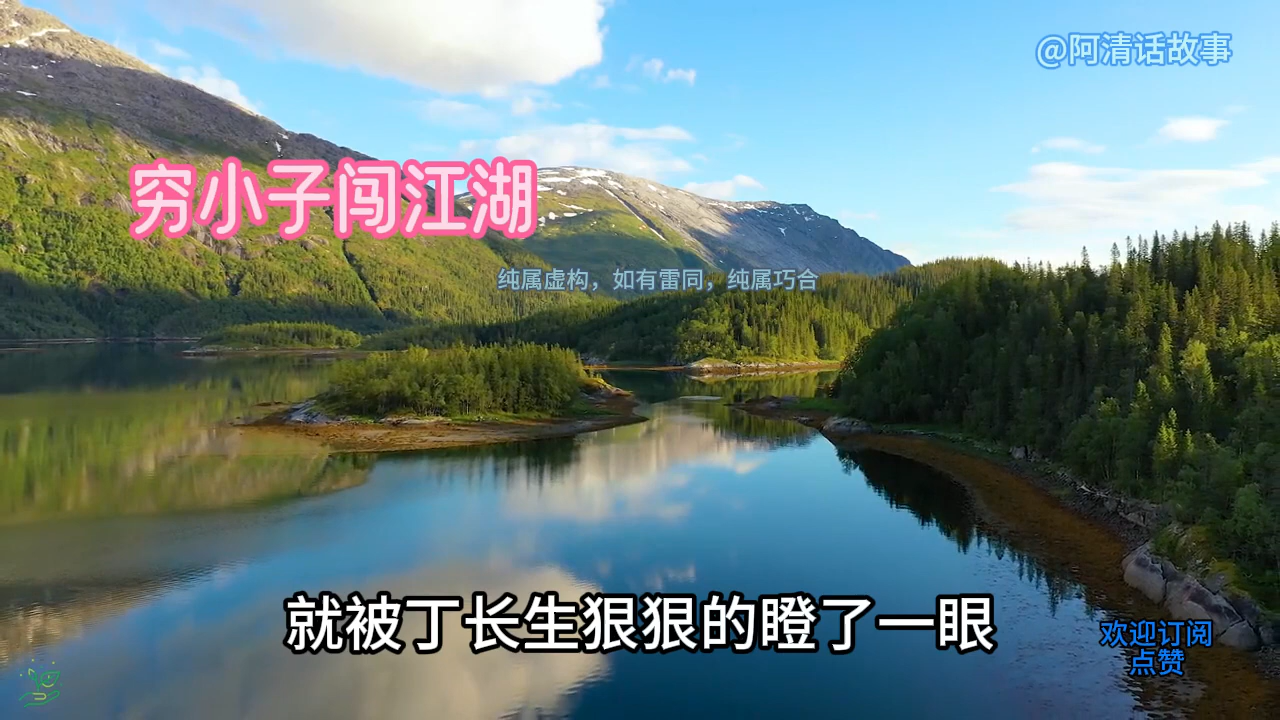 @阿清话故事
穷小子闯江湖
纯属虚构，如有雷同，纯属巧合
就被丁长生狠狠的瞪了一眼
欢迎订阅
点赞